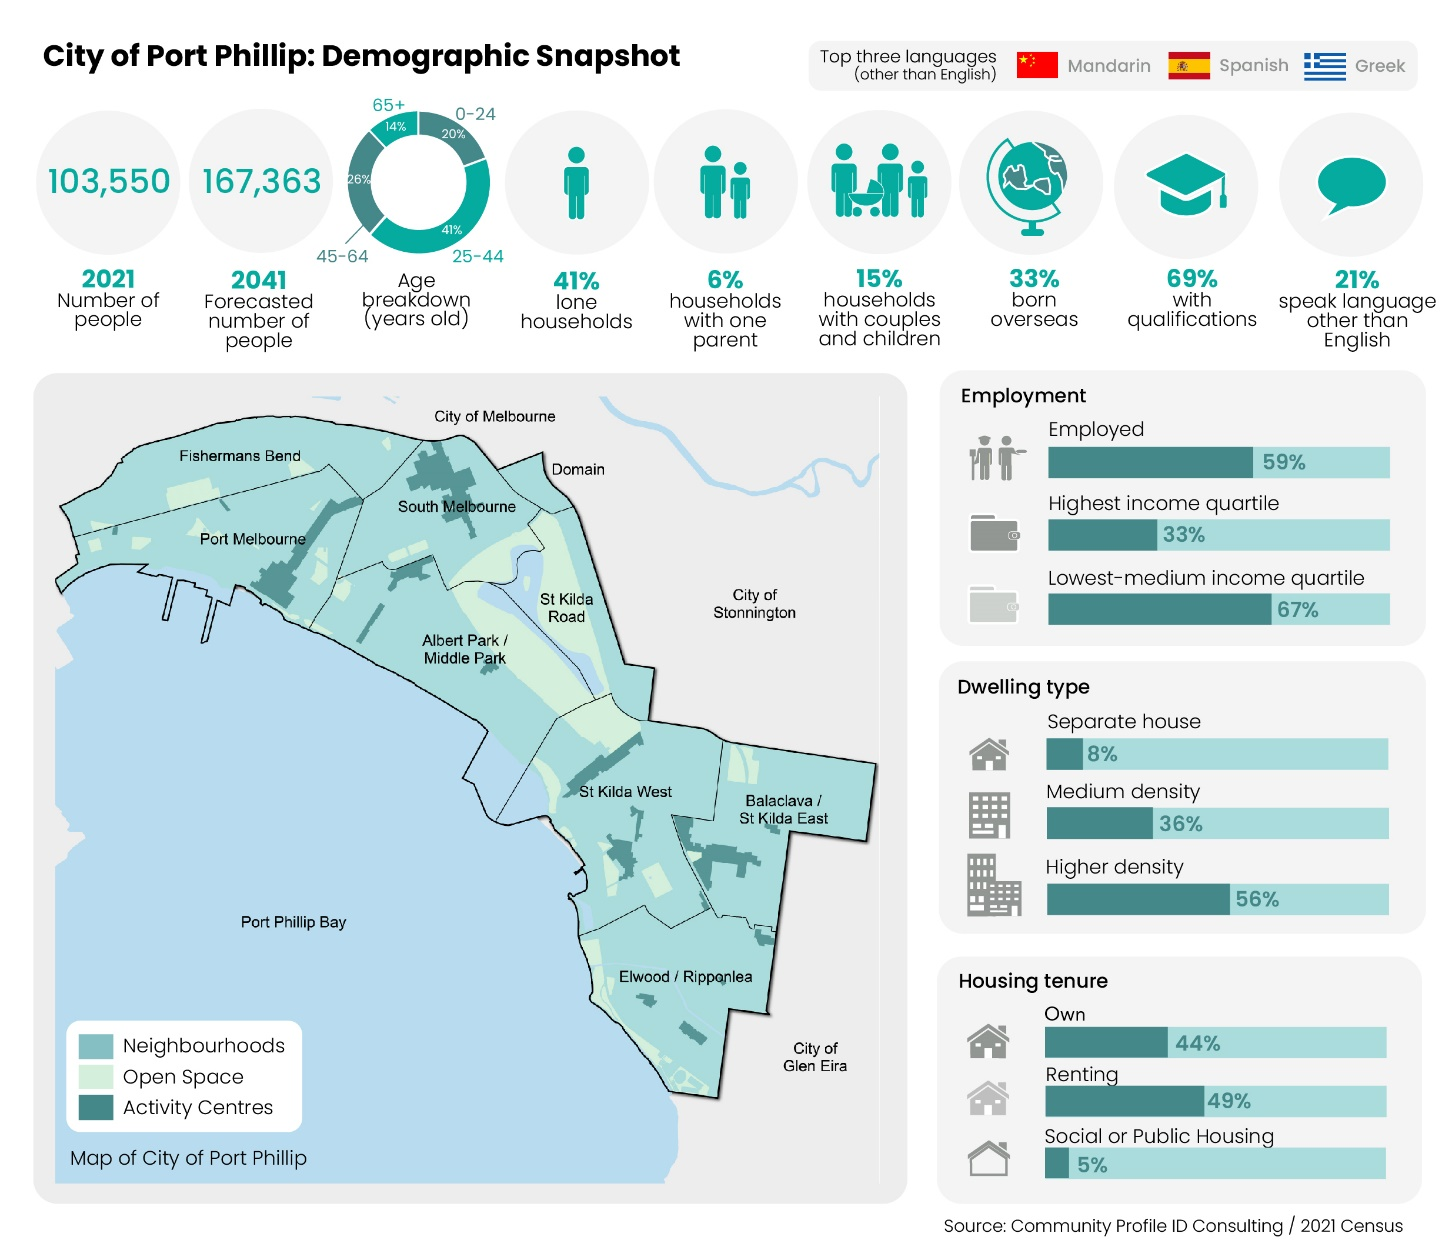 City of Port Phillip: Demographic Snapshot
Top three languages
(other than English)
Mandarin
Spanish
Greek
103,550
2021
Number of
people
167,363
2041
Forecasted
number of
people
65+
14%
0-24
20%
26%
41%
45-64
25-44
Age
breakdown
(years old)
41%
lone
households
6%
households
with one
parent
15%
households
with couples
and children
33%
born
overseas
69%
with
qualifications
21%
speak language
other than
English
City of Melbourne
Fishermans Bend
Domain
South Melbourne
Port Melbourne
City of
Stonnington
St Kilda
Road
Albert Park /
Middle Park
St Kilda West
Balaclava /
St Kilda East
Port Phillip Bay
Elwood / Ripponlea
City of
Glen Eira
Neighbourhoods
Open Space
Activity Centres
Map of City of Port Phillip
Employment
Employed
59%
Highest income quartile
33%
Lowest-medium income quartile
67%
Dwelling type
Separate house
8%
Medium density
36%
Higher density
56%
Housing tenure
Own
44%
Renting
49%
Social or Public Housing
5%
Source: Community Profile ID Consulting / 2021 Census